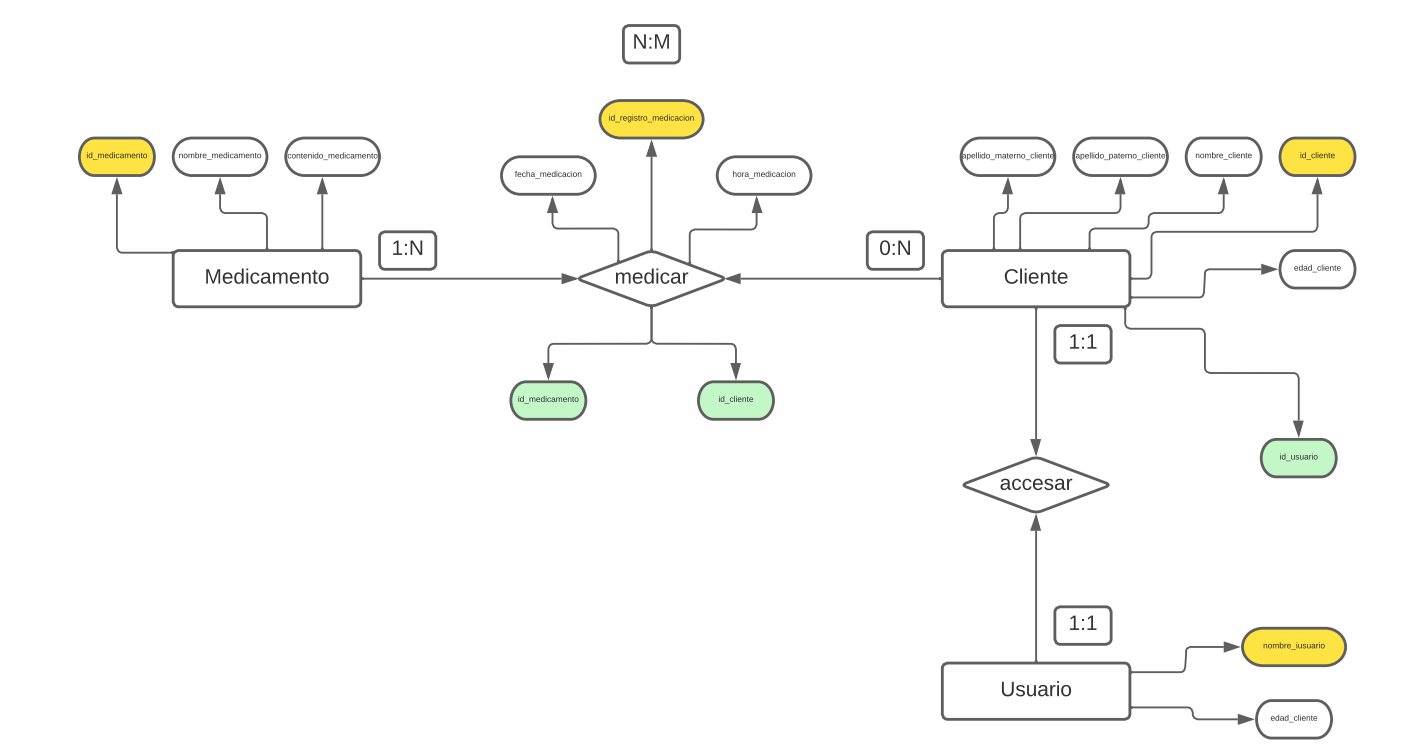 N:M
id_registro_medicacion
id_medicamento
nombre_medicamento
contenido_medicamento
fecha_medicacion
hora_medicacion
apellido_materno_cliente
apellido_paterno_cliente
nombre_cliente
id_cliente
1:N
0:N
Medicamento
medicar
Cliente
edad_cliente
1:1
id_medicamento
id_cliente
id_usuario
accesar
1:1
nombre_iusuario
Usuario
edad_cliente